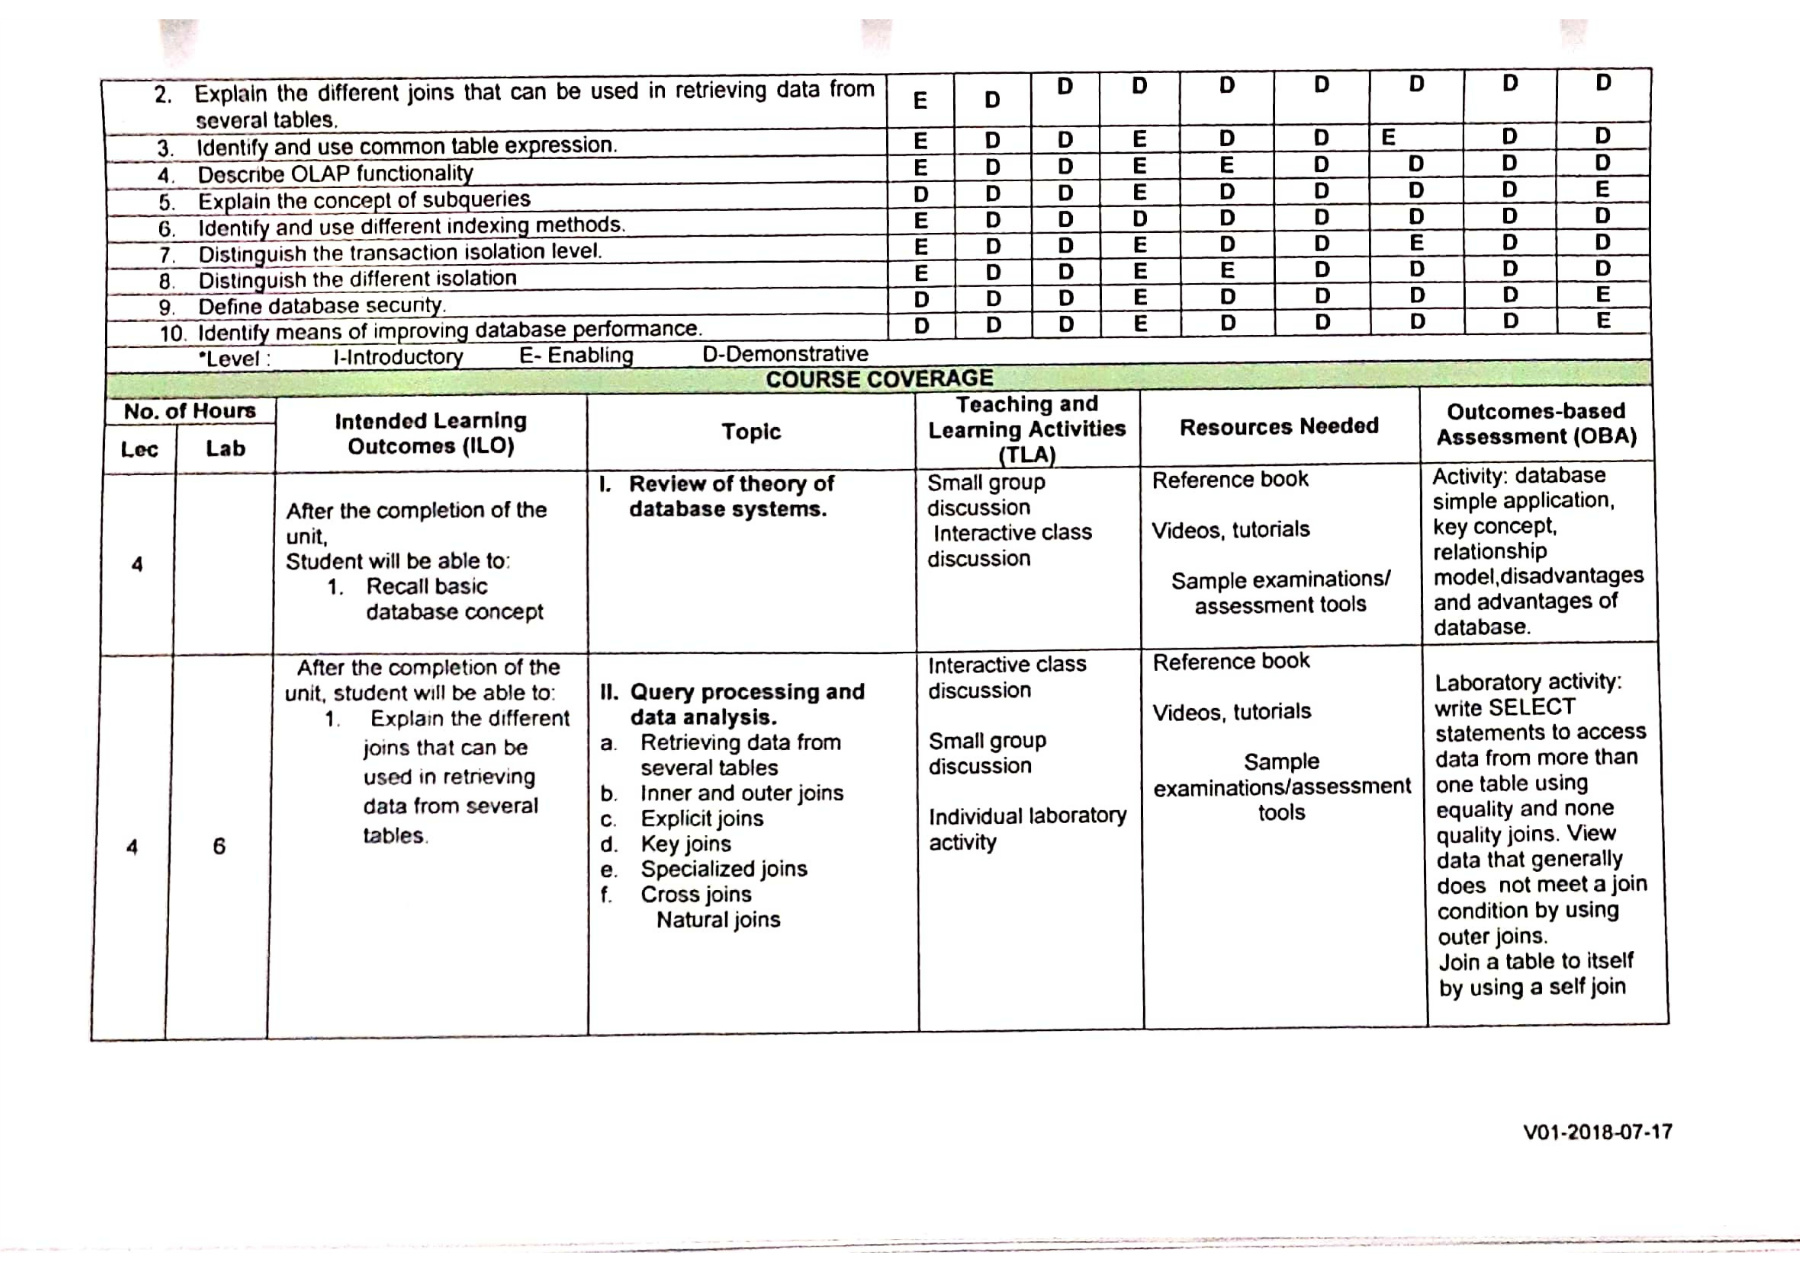 2. Explain the different joins that can be used in retrieving data from several tables. E D D D D D D D D
3. Identify and use common table expression. E D D E D D E D D
4. Describe OLAP functionality E D D E E D D D D
5. Explain the concept of subqueries D D D E D D D D E
6. Identify and use different indexing methods. E D D D D D D D D
7. Distinguish the transaction isolation level. E D D E D D E D D
8. Distinguish the different isolation E D D E E D D D D
9. Define database security. D D D E D D D D E
10. Identify means of improving database performance. D D D E D D D D E
*Level : I-Introductory E- Enabling D-Demonstrative
COURSE COVERAGE
No. of Hours
Lec Lab
Intended Learning
Outcomes (ILO)
Topic
Teaching and
Learning Activities
(TLA)
Resources Needed
Outcomes-based
Assessment (OBA)
4
After the completion of the
unit,
Student will be able to:
1. Recall basic
database concept
I. Review of theory of
database systems.
Small group
discussion
Interactive class
discussion
Reference book
Videos, tutorials
Sample examinations/
assessment tools
Activity: database
simple application,
key concept,
relationship
model,disadvantages
and advantages of
database.
4
6
After the completion of the
unit, student will be able to:
1. Explain the different
joins that can be
used in retrieving
data from several
tables.
II. Query processing and
data analysis.
a. Retrieving data from
several tables
b. Inner and outer joins
c. Explicit joins
d. Key joins
e. Specialized joins
f. Cross joins
Natural joins
Interactive class
discussion
Small group
discussion
Individual laboratory
activity
Reference book
Videos, tutorials
Sample
examinations/assessment
tools
Laboratory activity:
write SELECT
statements to access
data from more than
one table using
equality and none
quality joins. View
data that generally
does not meet a join
condition by using
outer joins.
Join a table to itself
by using a self join
V01-2018-07-17